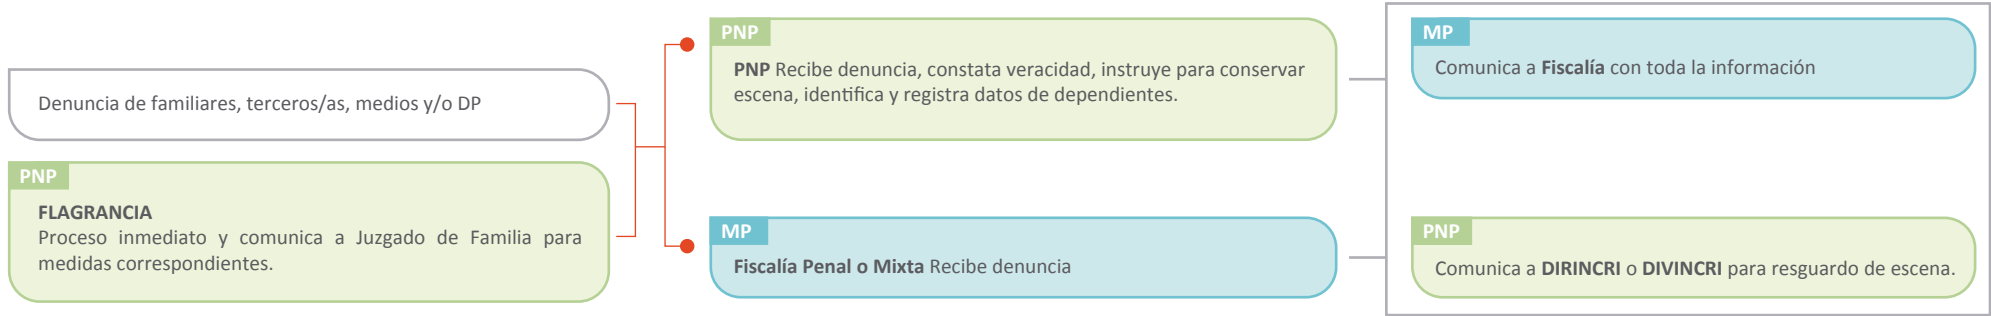 Denuncia de familiares, terceros/as, medios y/o DP
PNP
FLAGRANCIA
Proceso inmediato y comunica a Juzgado de Familia para
medidas correspondientes.
PNP
PNP Recibe denuncia, constata veracidad, instruye para conservar
escena, identifica y registra datos de dependientes.
MP
Fiscalía Penal o Mixta Recibe denuncia
MP
Comunica a Fiscalía con toda la información
PNP
Comunica a DIRINCRI o DIVINCRI para resguardo de escena.